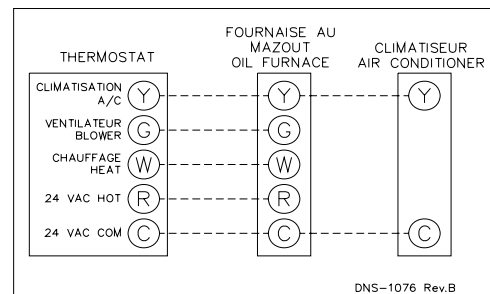 THERMOSTAT
FOURNAISE AU
MAZOUT
OIL FURNACE
CLIMATISEUR
AIR CONDITIONER
CLIMATISATION
A/C
Y
Y
Y
VENTILATEUR
BLOWER
G
G
CHAUFFAGE
HEAT
W
W
24 VAC HOT
R
R
24 VAC COM
C
C
C
DNS-1076 Rev.B